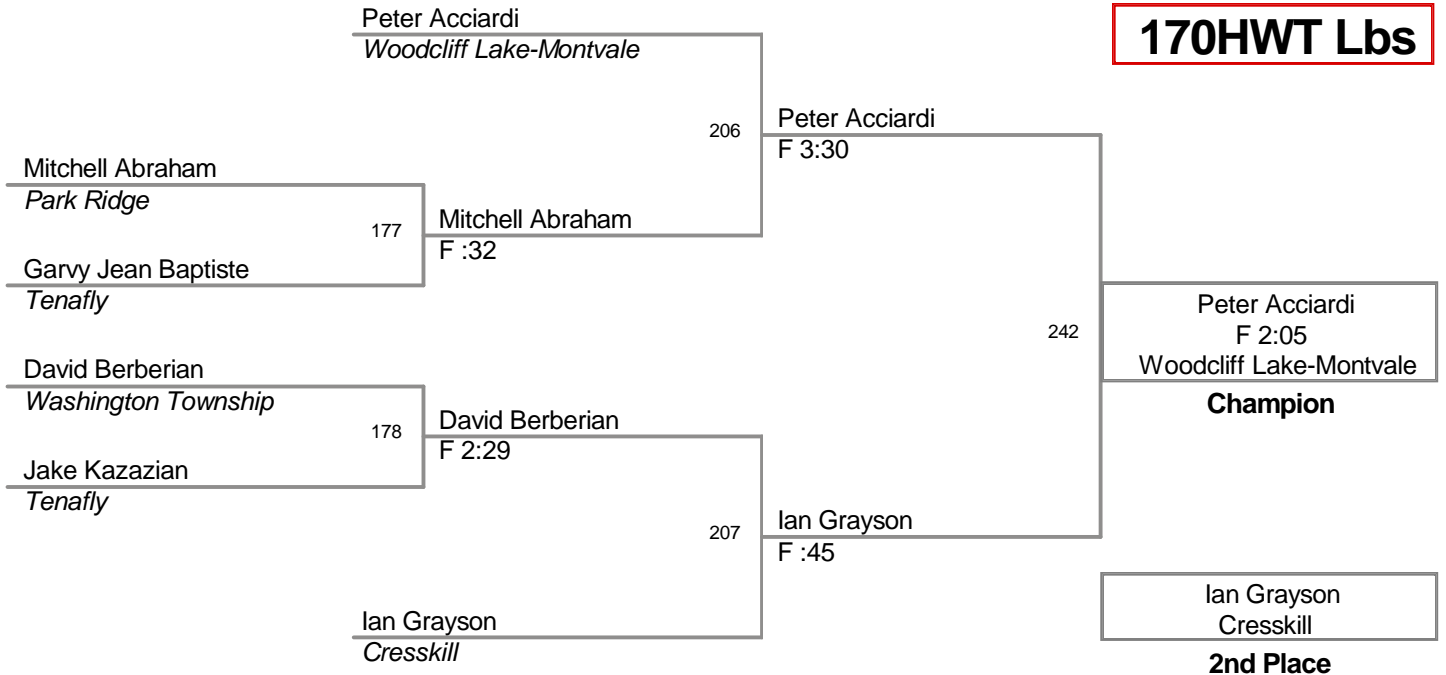 Peter Acciardi
Woodcliff Lake-Montvale
170HWT Lbs
206
Peter Acciardi
F 3:30
Mitchell Abraham
Park Ridge
177
Mitchell Abraham
F :32
Garvy Jean Baptiste
Tenafly
242
Peter Acciardi
F 2:05
Woodcliff Lake-Montvale
Champion
David Berberian
Washington Township
178
David Berberian
F 2:29
Jake Kazazian
Tenafly
207
Ian Grayson
F :45
Ian Grayson
Cresskill
Ian Grayson
Cresskill
2nd Place